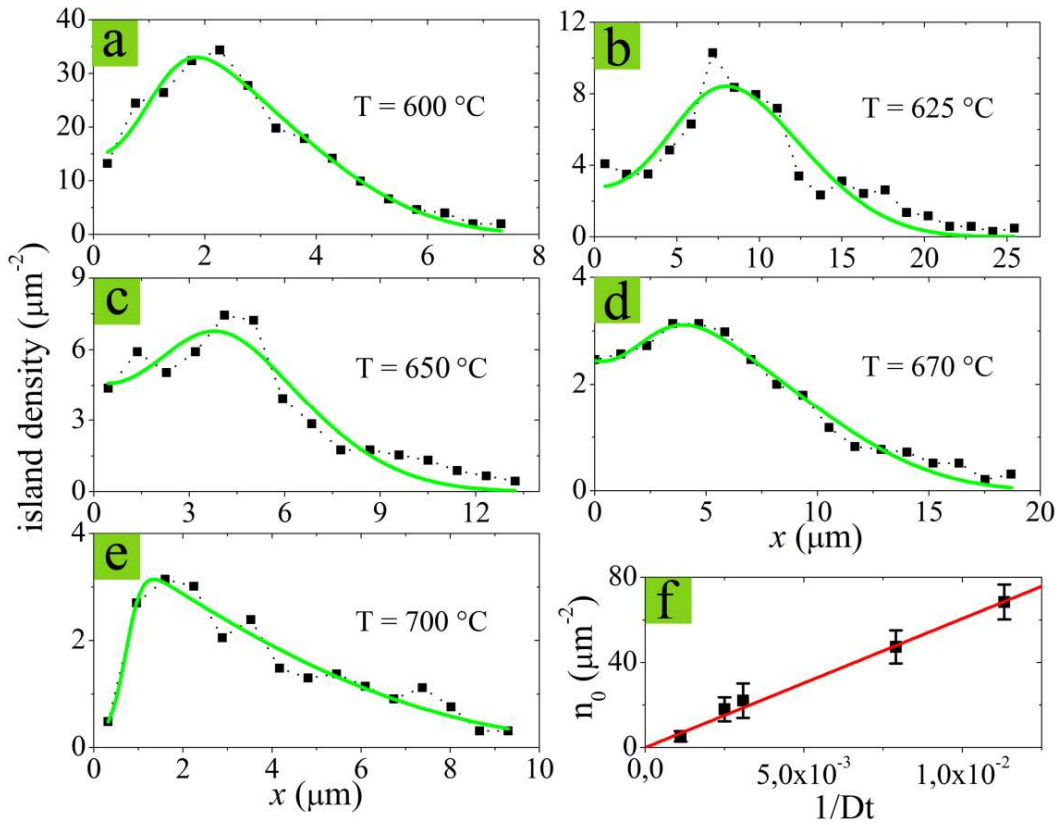 island density (μm⁻²)
a
T = 600 °C
40
30
20
10
0
0 2 4 6 8
b
T = 625 °C
12
8
4
0
0 5 10 15 20 25
c
T = 650 °C
9
6
3
0
0 3 6 9 12
d
T = 670 °C
4
2
0
0 5 10 15 20
x (μm)
e
T = 700 °C
4
2
0
0 2 4 6 8 10
x (μm)
f
n₀ (μm⁻²)
80
40
0
0,0 5,0x10⁻³ 1,0x10⁻²
1/Dt